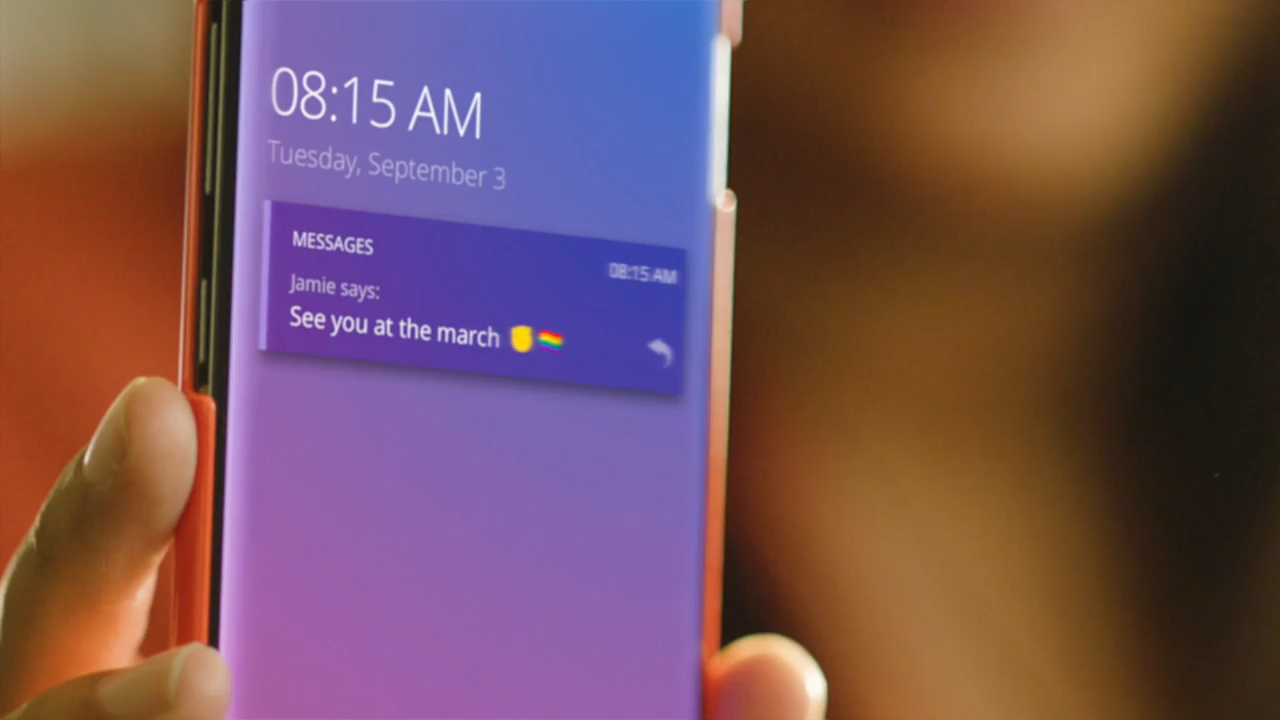 08:15 AM
Tuesday, September 3
MESSAGES
08:15 AM
Jamie says:
See you at the march ✊🏳️‍🌈